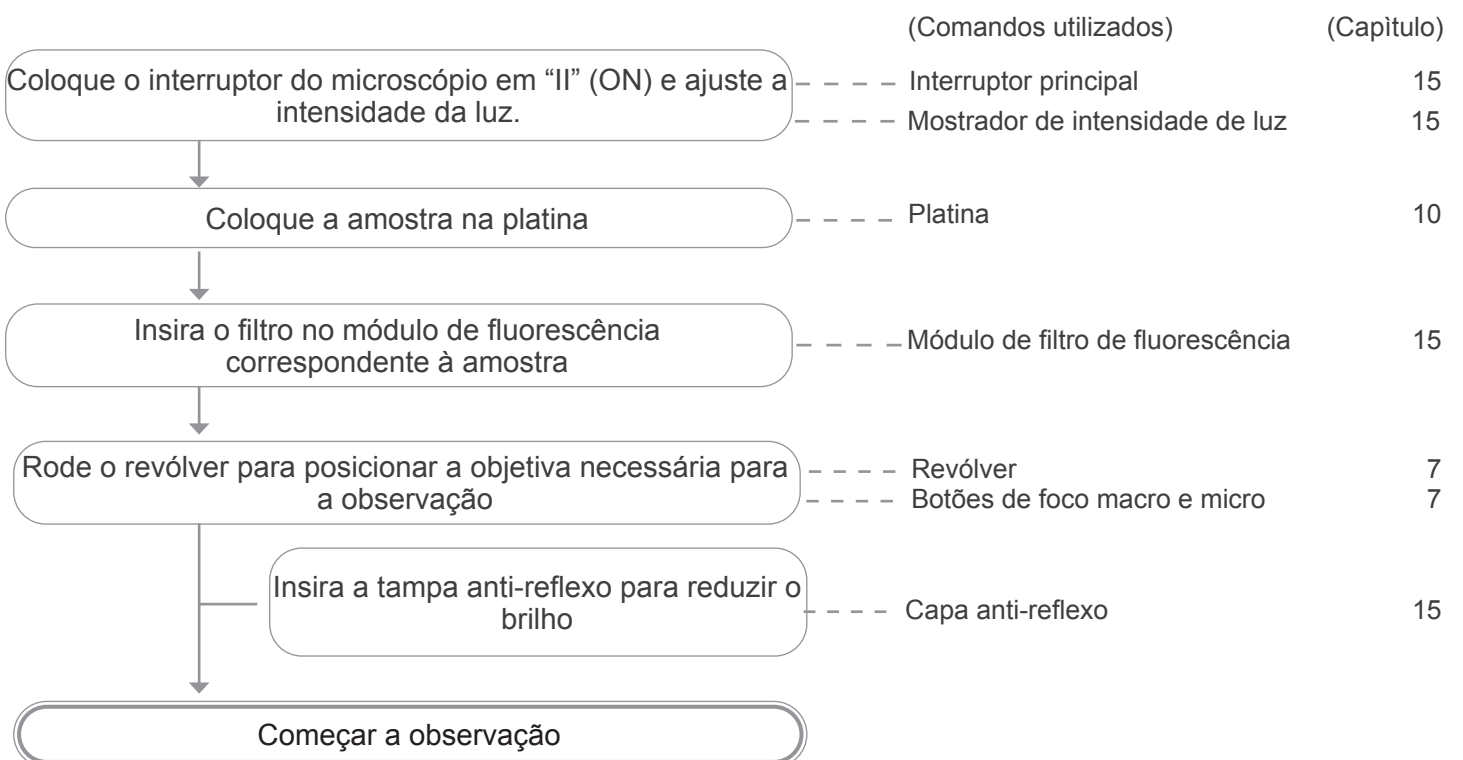 (Comandos utilizados) (Capìtulo)
Coloque o interruptor do microscópio em “II” (ON) e ajuste a
intensidade da luz.
Interruptor principal 15
Mostrador de intensidade de luz 15
Coloque a amostra na platina
Platina 10
Insira o filtro no módulo de fluorescência
correspondente à amostra
Módulo de filtro de fluorescência 15
Rode o revólver para posicionar a objetiva necessária para
a observação
Revólver 7
Botões de foco macro e micro 7
Insira a tampa anti-reflexo para reduzir o
brilho
Capa anti-reflexo 15
Começar a observação